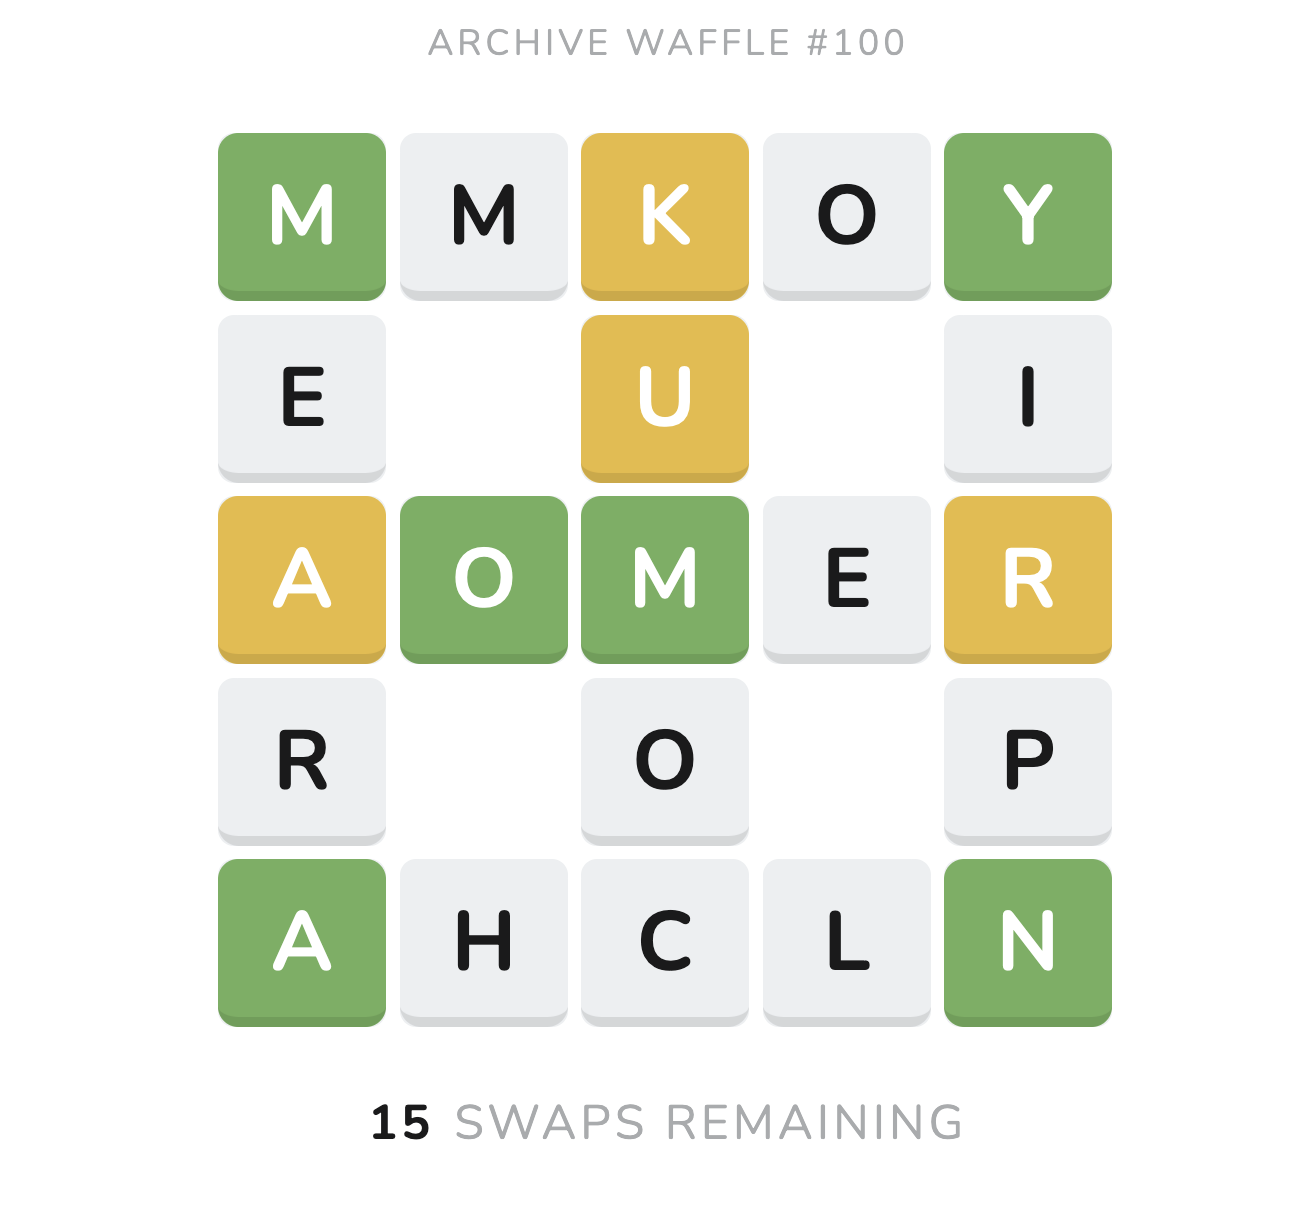 ARCHIVE WAFFLE #100
M M K O Y
E U I
A O M E R
R O P
A H C L N
15 SWAPS REMAINING